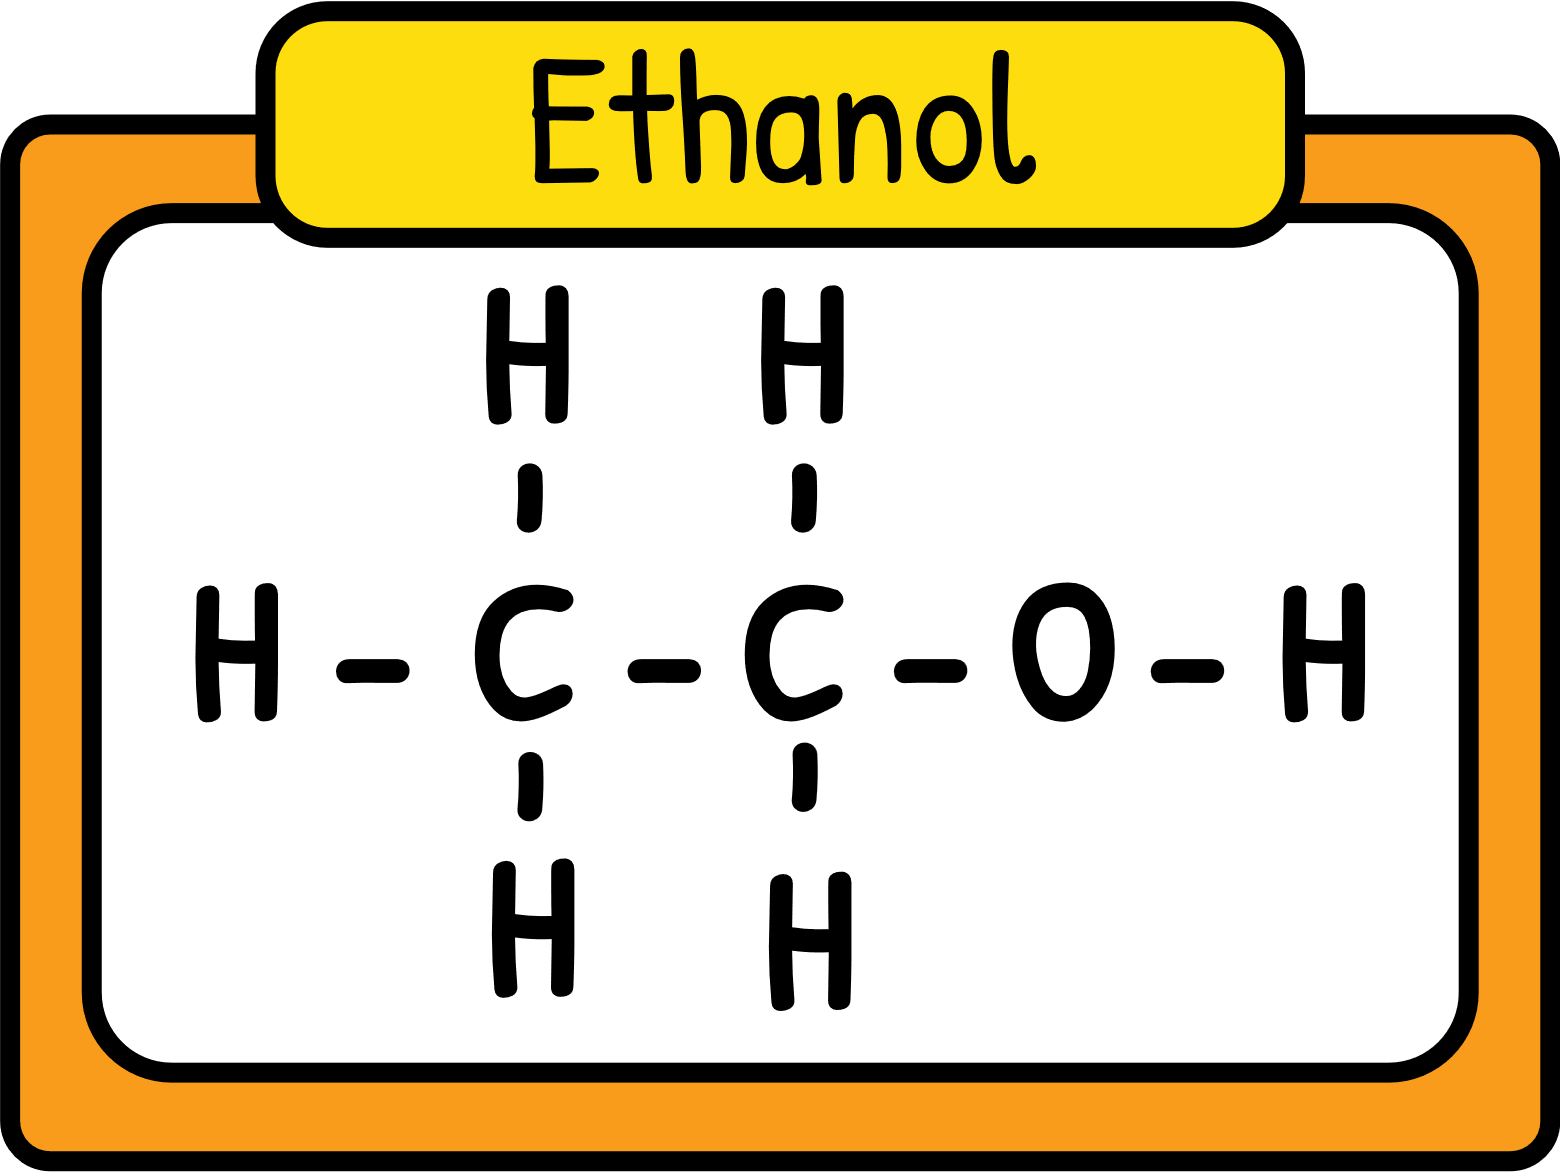 Ethanol
H H
H - C - C - O - H
H H